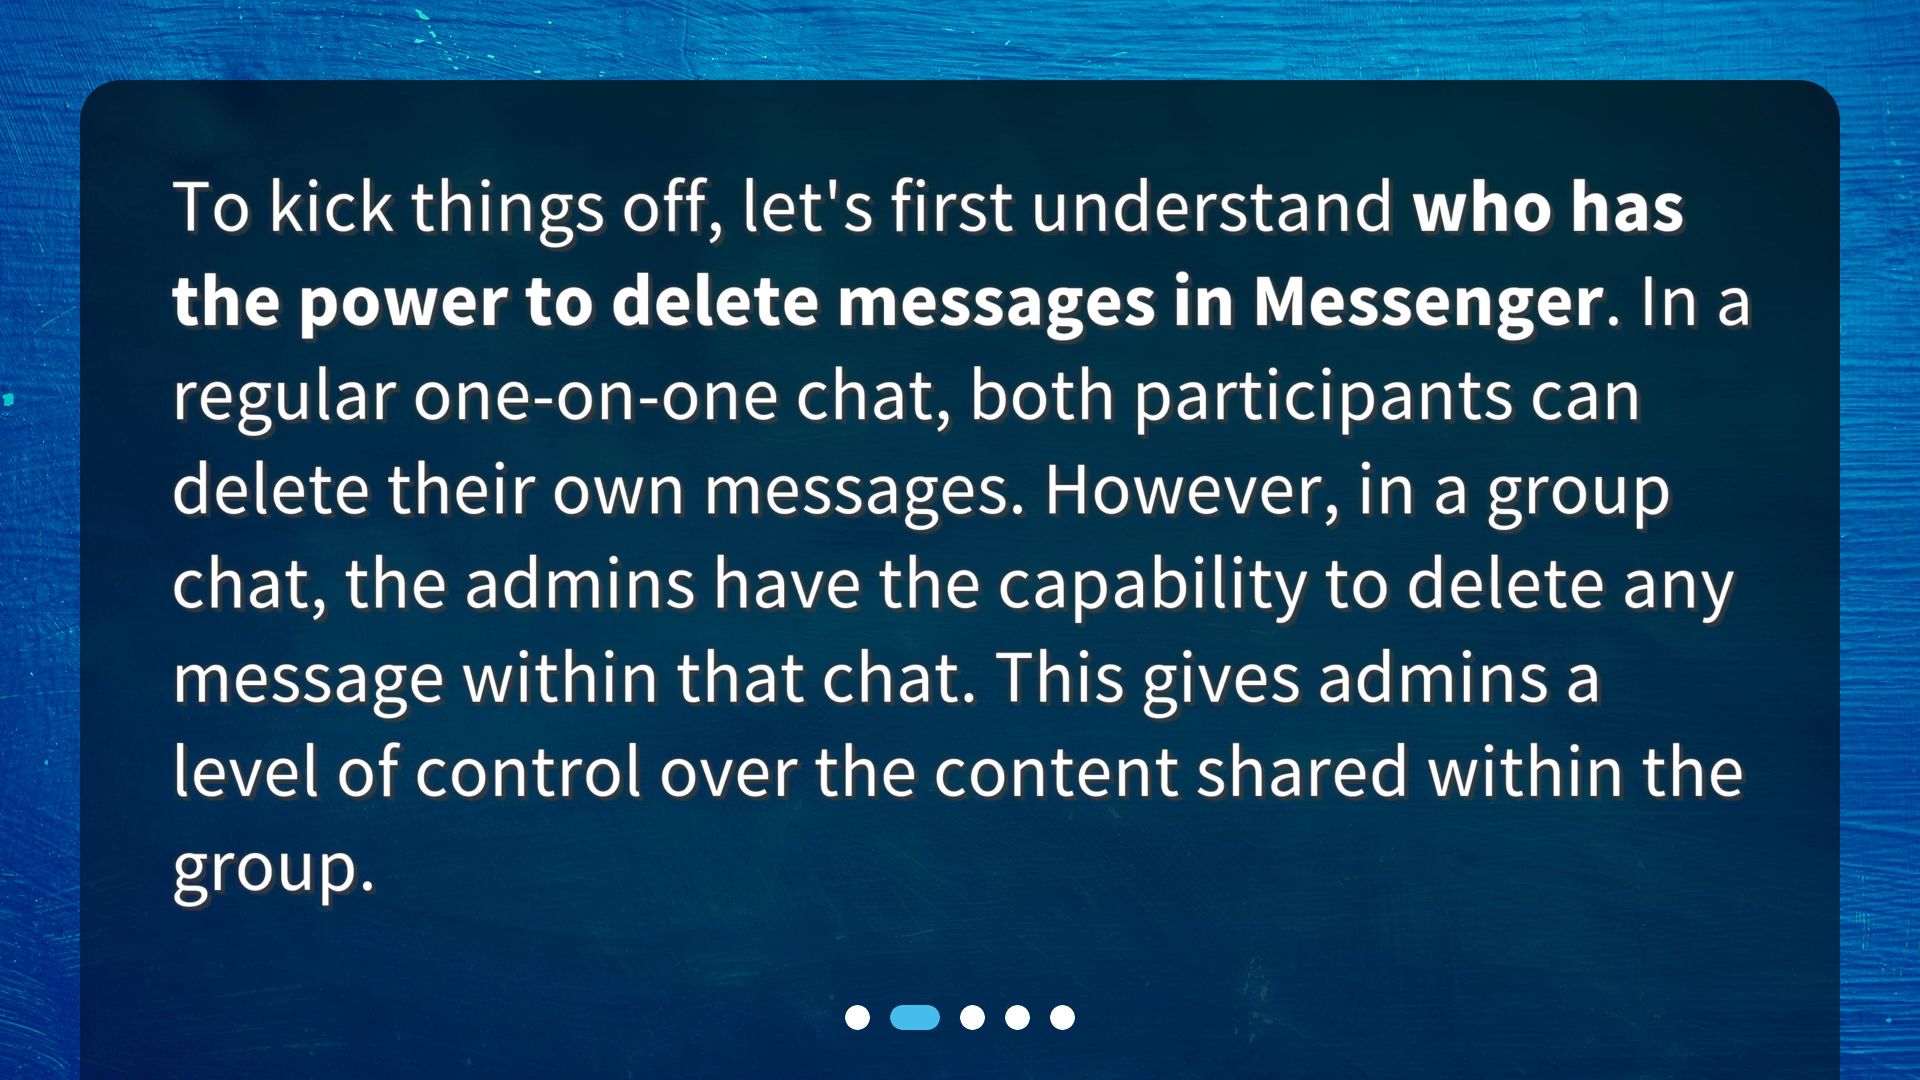 To kick things off, let's first understand who has
the power to delete messages in Messenger. In a
regular one-on-one chat, both participants can
delete their own messages. However, in a group
chat, the admins have the capability to delete any
message within that chat. This gives admins a
level of control over the content shared within the
group.